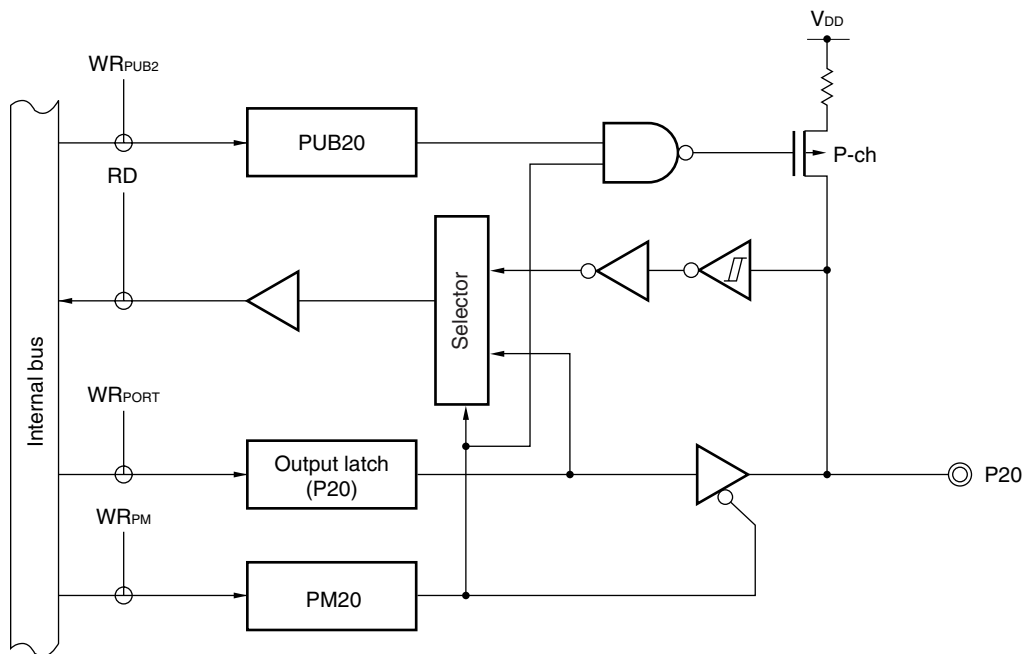 VDD
WRPUB2
PUB20
P-ch
RD
Selector
Internal bus
WRPORT
Output latch
(P20)
P20
WRPM
PM20